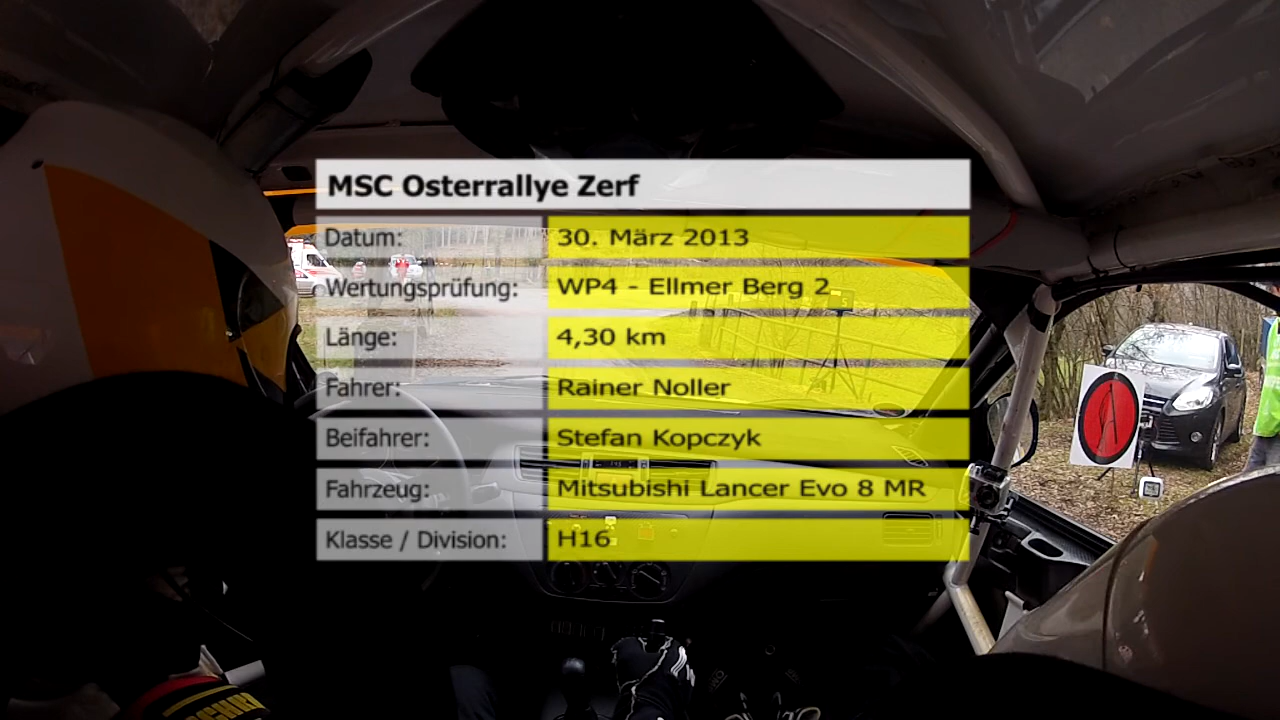 MSC Osterrallye Zerf
Datum: 30. März 2013
Wertungsprüfung: WP4 - Ellmer Berg 2
Länge: 4,30 km
Fahrer: Rainer Noller
Beifahrer: Stefan Kopczyk
Fahrzeug: Mitsubishi Lancer Evo 8 MR
Klasse / Division: H16